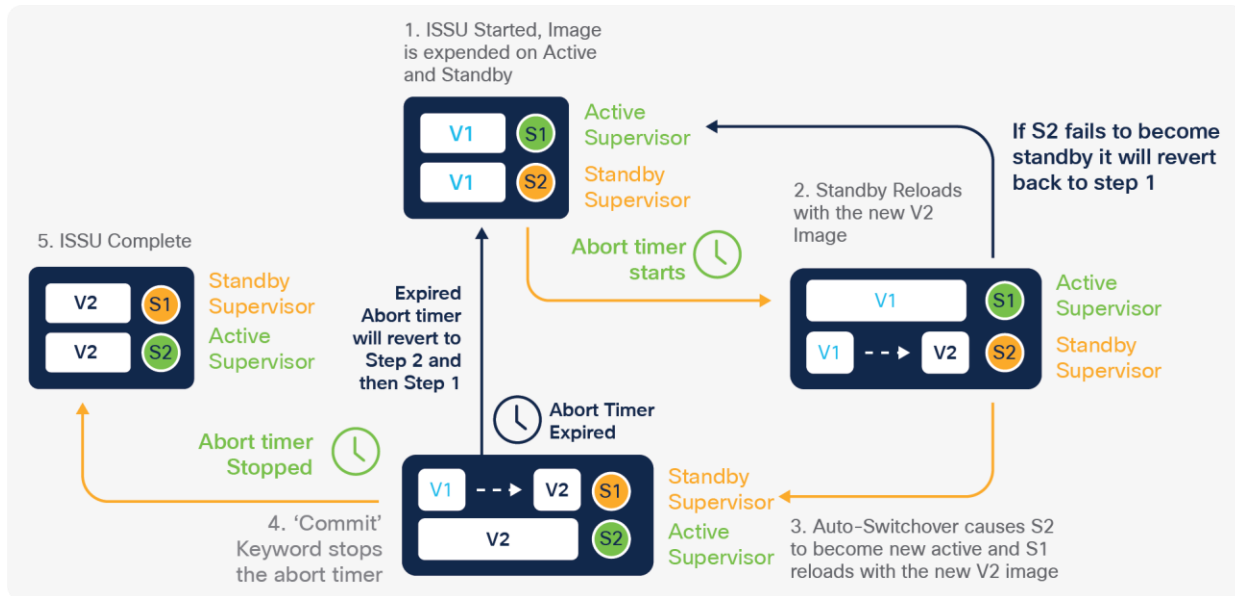 1. ISSU Started, Image
is expended on Active
and Standby
V1
S1
Active
Supervisor
V1
S2
Standby
Supervisor
If S2 fails to become
standby it will revert
back to step 1
2. Standby Reloads
with the new V2
Image
Abort timer
starts
V1
S1
Active
Supervisor
V1
V2
S2
Standby
Supervisor
3. Auto-Switchover causes S2
to become new active and S1
reloads with the new V2 image
Expired
Abort timer
will revert to
Step 2 and
then Step 1
Abort Timer
Expired
V1
V2
S1
Standby
Supervisor
V2
S2
Active
Supervisor
4. ‘Commit’
Keyword stops
the abort timer
Abort timer
Stopped
5. ISSU Complete
V2
S1
Standby
Supervisor
V2
S2
Active
Supervisor